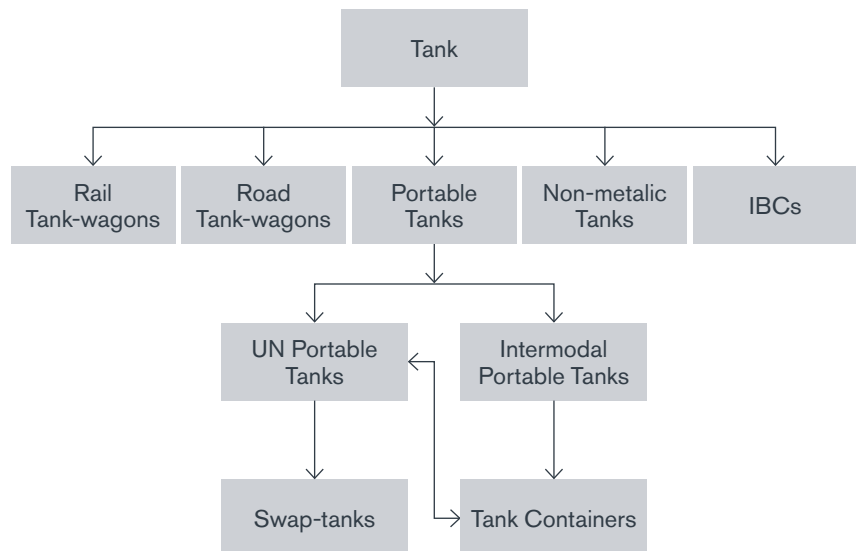 Tank
Rail
Tank-wagons
Road
Tank-wagons
Portable
Tanks
Non-metalic
Tanks
IBCs
UN Portable
Tanks
Intermodal
Portable Tanks
Swap-tanks
Tank Containers